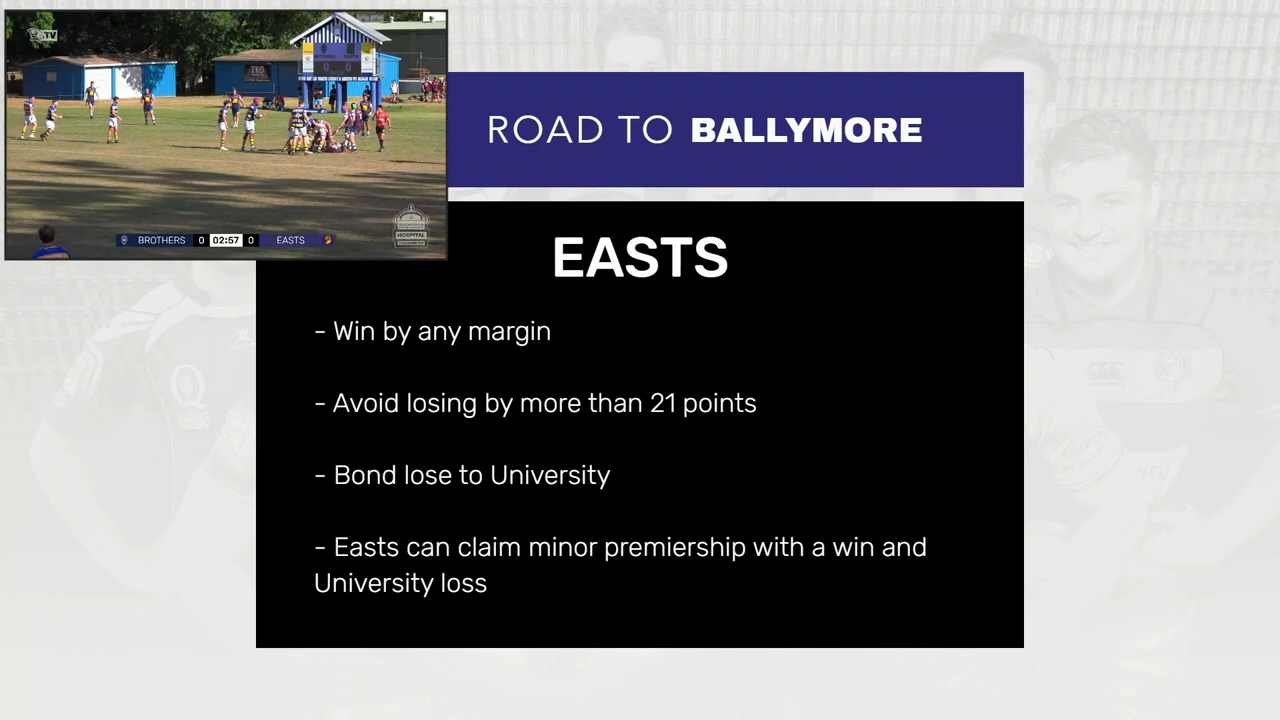 ROAD TO BALLYMORE
BROTHERS 0 02:57 0 EASTS
HOSPITAL
EASTS
- Win by any margin
- Avoid losing by more than 21 points
- Bond lose to University
- Easts can claim minor premiership with a win and
University loss